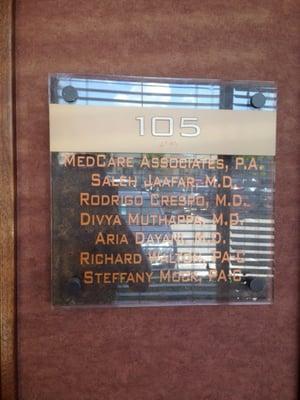 105
MEDCARE ASSOCIATES, P.A.
SALEH JAAFAR, M.D.
RODRIGO CRESPO, M.D.
DIVYA MUTHAPPA, M.D.
ARIA DAYANI, M.D.
RICHARD WALTON, PA-C
STEFFANY MOCK, PA-C